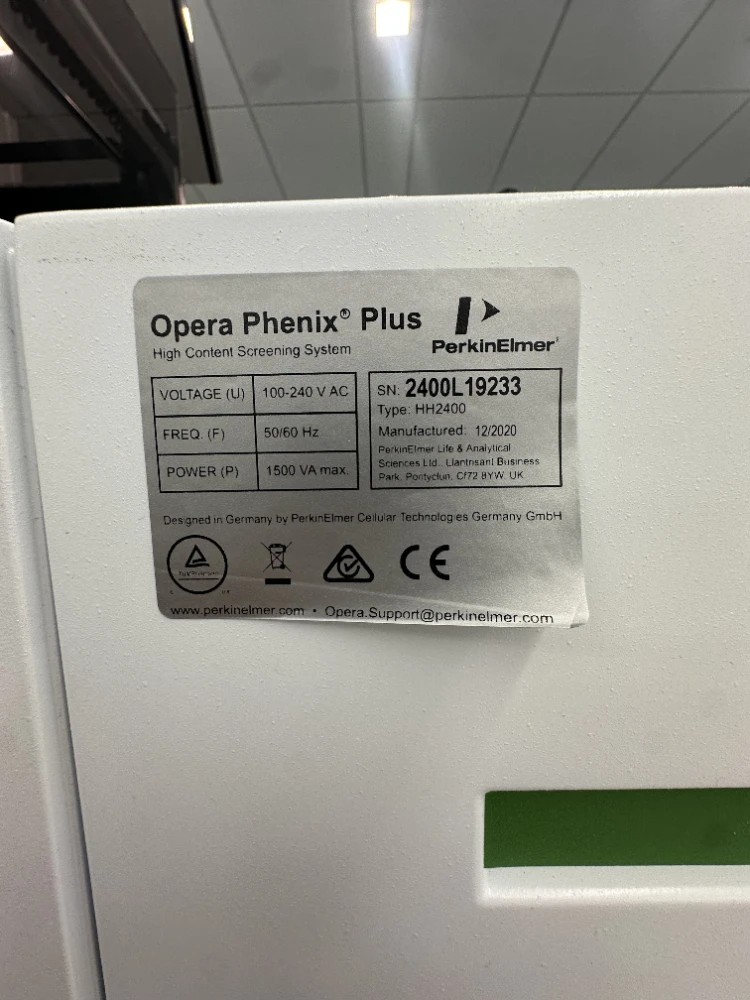 Opera Phenix® Plus
High Content Screening System
PerkinElmer
VOLTAGE (U) 100-240 V AC
FREQ. (F) 50/60 Hz
POWER (P) 1500 VA max.
SN: 2400L19233
Type: HH2400
Manufactured: 12/2020
PerkinElmer Life & Analytical
Sciences Ltd., Llantrisant Business
Park, Pontyclun, Cf72 8YW, UK
Designed in Germany by PerkinElmer Cellular Technologies Germany GmbH
CE
www.perkinelmer.com • Opera.Support@perkinelmer.com